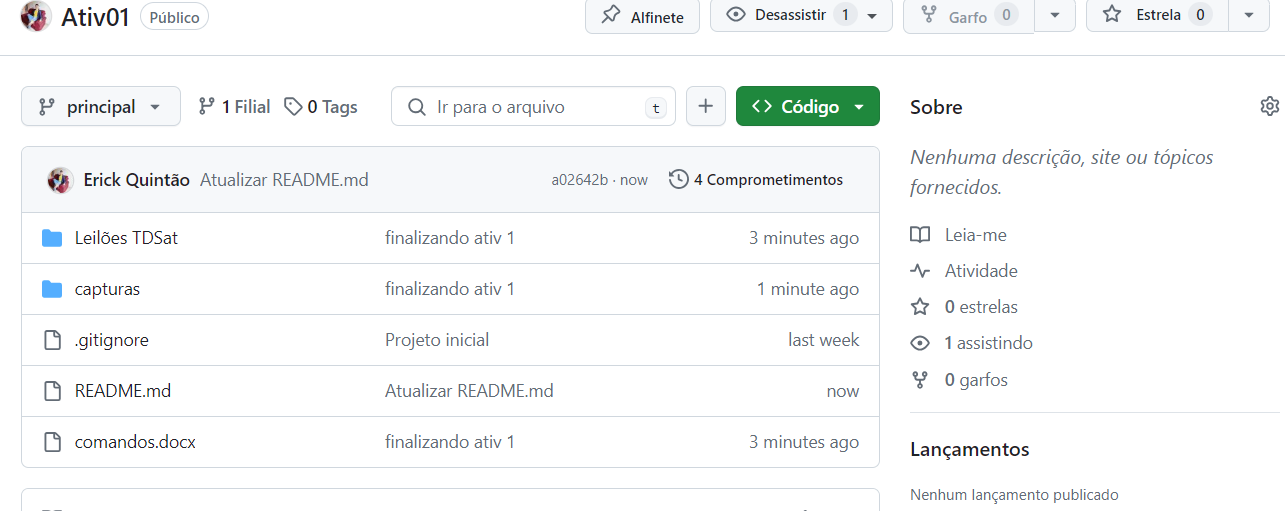 Ativ01 Público Alfinete Desassistir 1 Garfo 0 Estrela 0
principal 1 Filial 0 Tags Ir para o arquivo t + <> Código
Erick Quintão Atualizar README.md a02642b · now 4 Comprometimentos
Leilões TDSat finalizando ativ 1 3 minutes ago
capturas finalizando ativ 1 1 minute ago
.gitignore Projeto inicial last week
README.md Atualizar README.md now
comandos.docx finalizando ativ 1 3 minutes ago
Sobre
Nenhuma descrição, site ou tópicos
fornecidos.
Leia-me
Atividade
0 estrelas
1 assistindo
0 garfos
Lançamentos
Nenhum lançamento publicado